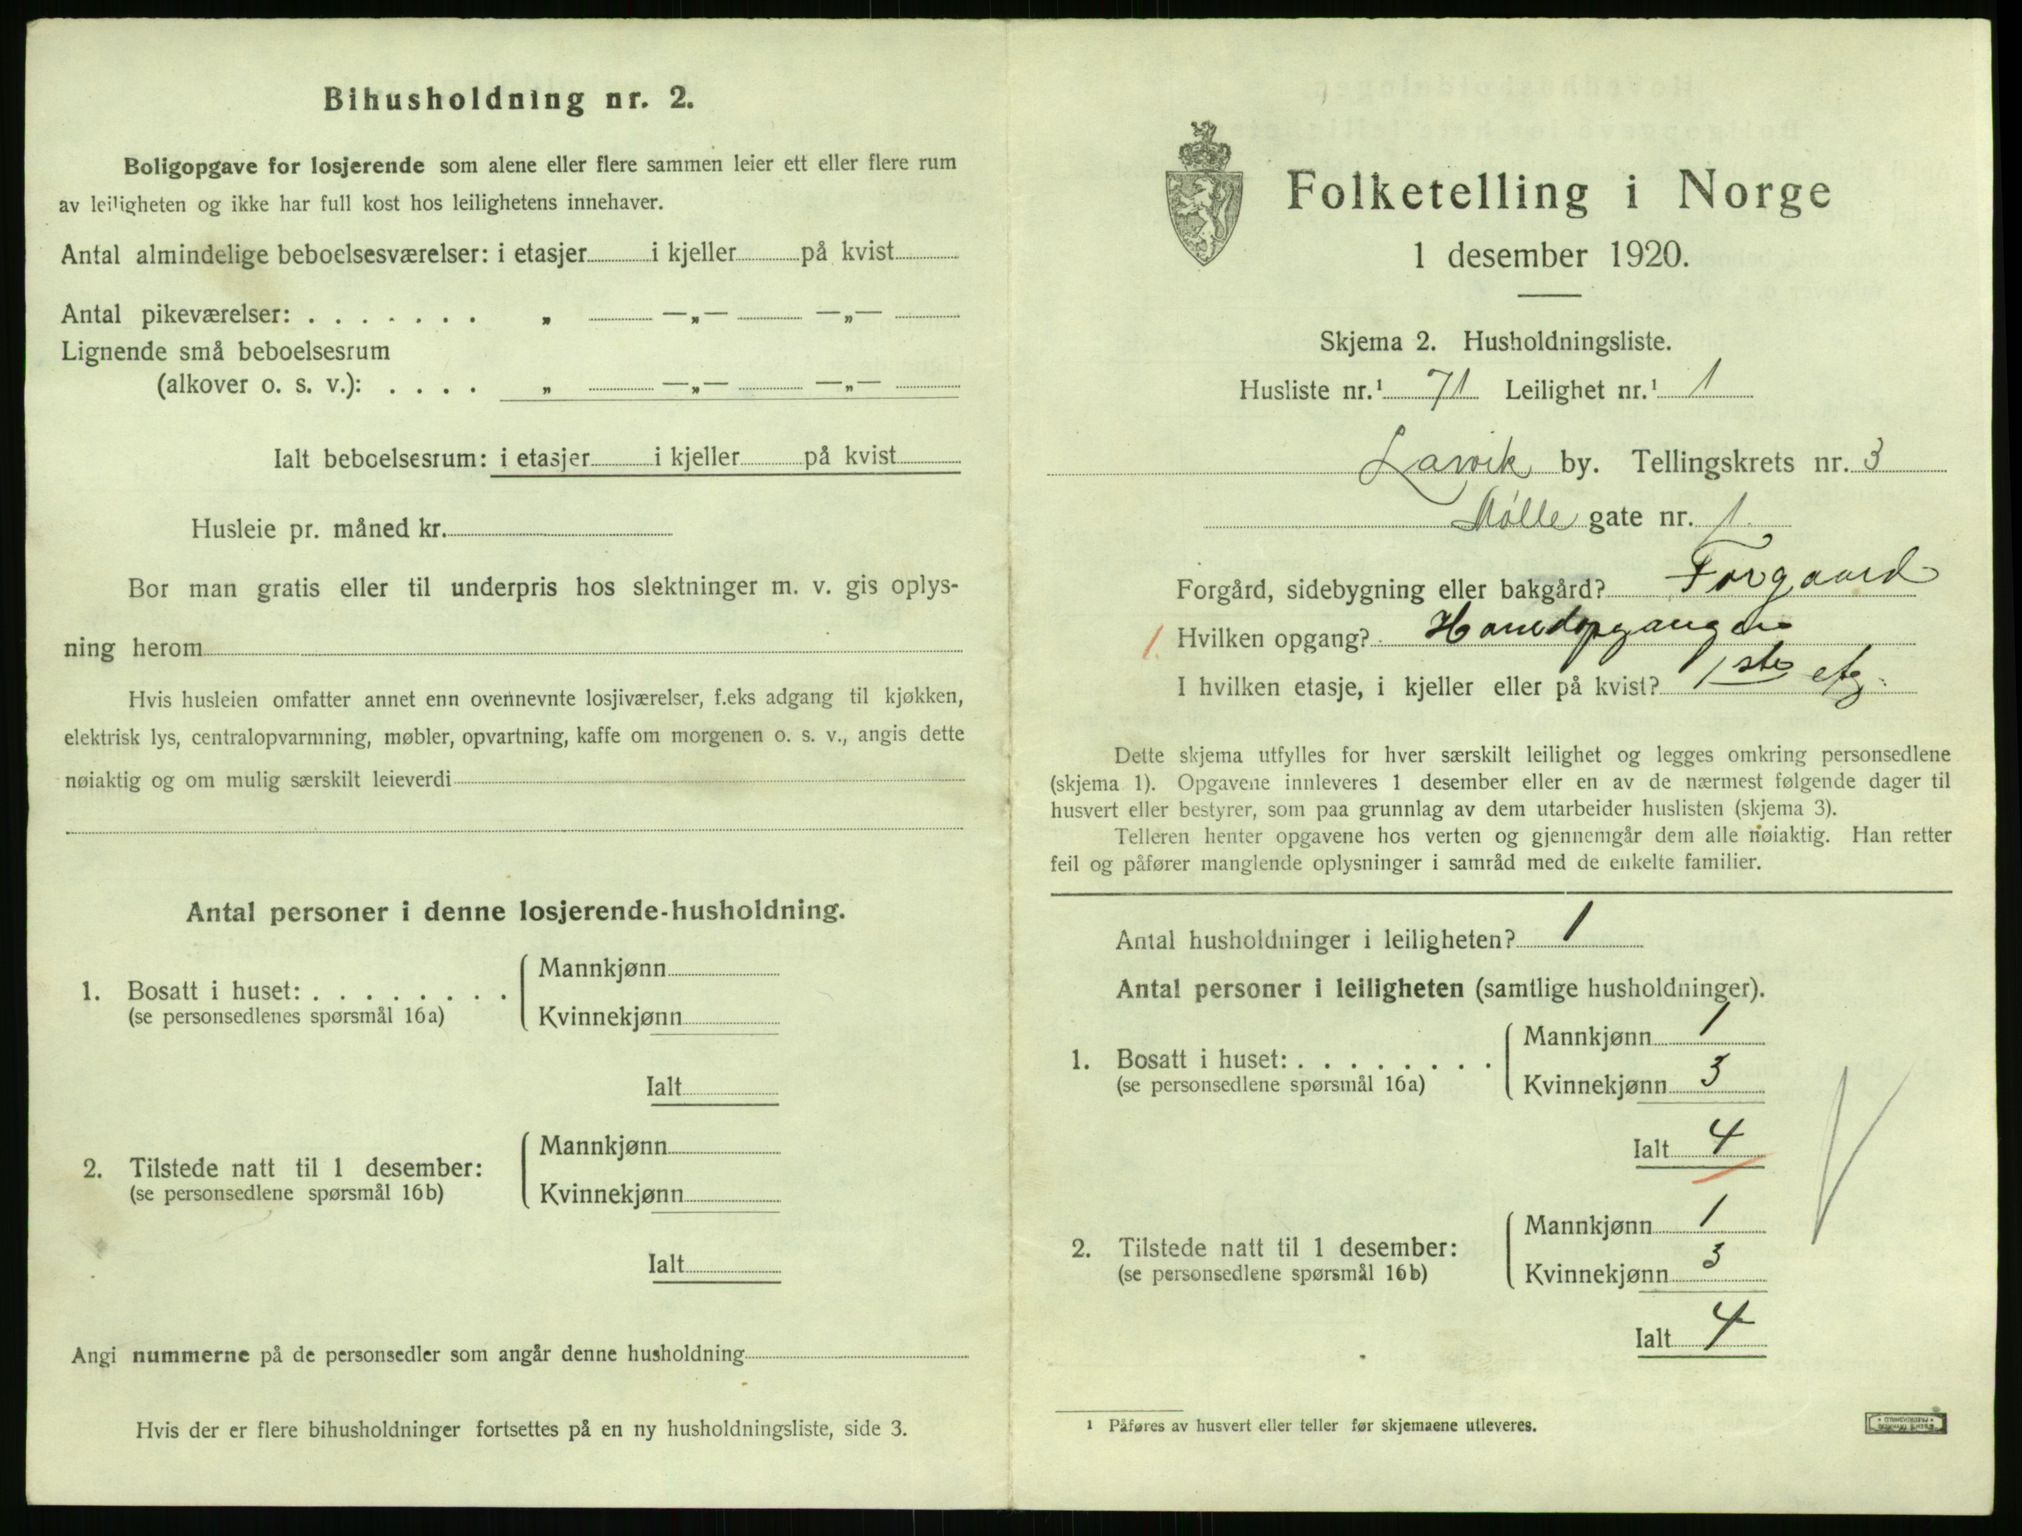 Bihusholdning nr. 2.
Boligopgave for losjerende som alene eller flere sammen leier ett eller flere rum
av leiligheten og ikke har full kost hos leilighetens innehaver.
Antal almindelige beboelsesværelser: i etasjer i kjeller på kvist
Antal pikeværelser: . . . . . . . „ —„— —„—
Lignende små beboelsesrum
(alkover o. s. v.): . . . . „ —„— —„—
Ialt beboelsesrum: i etasjer i kjeller på kvist
Husleie pr. måned kr.
Bor man gratis eller til underpris hos slektninger m. v. gis oplys-
ning herom
Hvis husleien omfatter annet enn ovennevnte losjiværelser, f.eks adgang til kjøkken,
elektrisk lys, centralopvarmning, møbler, opvartning, kaffe om morgenen o. s. v., angis dette
nøiaktig og om mulig særskilt leieverdi
Antal personer i denne losjerende-husholdning.
1. Bosatt i huset: . . . . . . . .
(se personsedlenes spørsmål 16a)
Mannkjønn
Kvinnekjønn
Ialt
2. Tilstede natt til 1 desember:
(se personsedlene spørsmål 16b)
Mannkjønn
Kvinnekjønn
Ialt
Angi nummerne på de personsedler som angår denne husholdning
Hvis der er flere bihusholdninger fortsettes på en ny husholdningsliste, side 3.
Folketelling i Norge
1 desember 1920.
Skjema 2. Husholdningsliste.
Husliste nr.¹ 71 Leilighet nr.¹ 1
Larvik by. Tellingskrets nr. 3
Mølle gate nr. 1.
Forgård, sidebygning eller bakgård? Forgaard
1. Hvilken opgang? Hovedopgangen
I hvilken etasje, i kjeller eller på kvist? 1ste etg.
Dette skjema utfylles for hver særskilt leilighet og legges omkring personsedlene
(skjema 1). Opgavene innleveres 1 desember eller en av de nærmest følgende dager til
husvert eller bestyrer, som paa grunnlag av dem utarbeider huslisten (skjema 3).
Telleren henter opgavene hos verten og gjennemgår dem alle nøiaktig. Han retter
feil og påfører manglende oplysninger i samråd med de enkelte familier.
Antal husholdninger i leiligheten? 1
Antal personer i leiligheten (samtlige husholdninger).
1. Bosatt i huset: . . . . . . . .
(se personsedlene spørsmål 16a)
Mannkjønn 1
Kvinnekjønn 3
Ialt 4
2. Tilstede natt til 1 desember:
(se personsedlene spørsmål 16b)
Mannkjønn 1
Kvinnekjønn 3
Ialt 4
¹ Påføres av husvert eller teller før skjemaene utleveres.